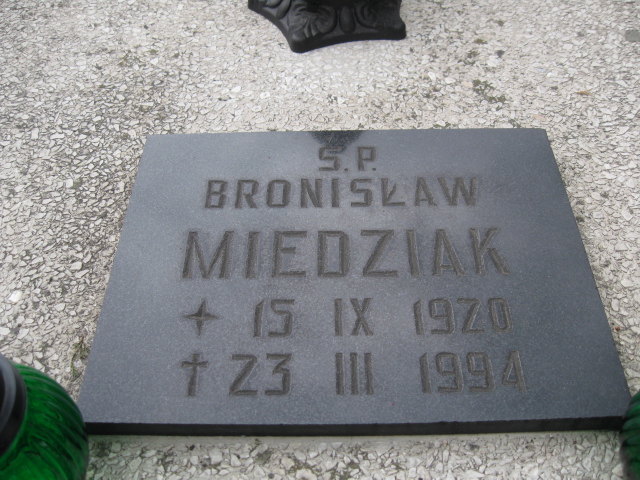 Ś.P.
BRONISŁAW
MIEDZIAK
✦ 15 IX 1920
✝ 23 III 1994